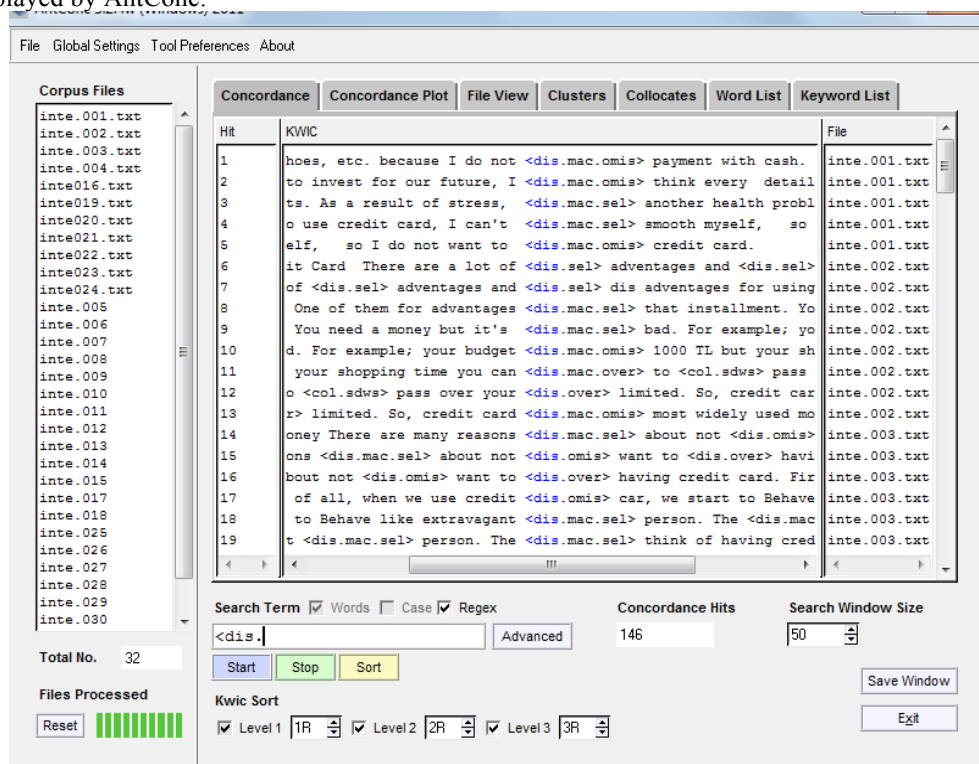 played by AntConc.
AntConc 3.2.4w (Windows) 2011
File Global Settings Tool Preferences About
Corpus Files
inte.001.txt
inte.002.txt
inte.003.txt
inte.004.txt
inte016.txt
inte019.txt
inte020.txt
inte021.txt
inte022.txt
inte023.txt
inte024.txt
inte.005
inte.006
inte.007
inte.008
inte.009
inte.010
inte.011
inte.012
inte.013
inte.014
inte.015
inte.017
inte.018
inte.025
inte.026
inte.027
inte.028
inte.029
inte.030
Total No. 32
Files Processed
Reset
Concordance Concordance Plot File View Clusters Collocates Word List Keyword List
Hit KWIC File
1 hoes, etc. because I do not <dis.mac.omis> payment with cash. inte.001.txt
2 to invest for our future, I <dis.mac.omis> think every detail inte.001.txt
3 ts. As a result of stress, <dis.mac.sel> another health probl inte.001.txt
4 o use credit card, I can't <dis.mac.sel> smooth myself, so inte.001.txt
5 elf, so I do not want to <dis.mac.omis> credit card. inte.001.txt
6 it Card There are a lot of <dis.sel> adventages and <dis.sel> inte.002.txt
7 of <dis.sel> adventages and <dis.sel> dis adventages for using inte.002.txt
8 One of them for advantages <dis.mac.sel> that installment. Yo inte.002.txt
9 You need a money but it's <dis.mac.sel> bad. For example; yo inte.002.txt
10 d. For example; your budget <dis.mac.omis> 1000 TL but your sh inte.002.txt
11 your shopping time you can <dis.mac.over> to <col.sdws> pass inte.002.txt
12 o <col.sdws> pass over your <dis.over> limited. So, credit car inte.002.txt
13 r> limited. So, credit card <dis.mac.omis> most widely used mo inte.002.txt
14 oney There are many reasons <dis.mac.sel> about not <dis.omis> inte.003.txt
15 ons <dis.mac.sel> about not <dis.omis> want to <dis.over> havi inte.003.txt
16 bout not <dis.omis> want to <dis.over> having credit card. Fir inte.003.txt
17 of all, when we use credit <dis.omis> car, we start to Behave inte.003.txt
18 to Behave like extravagant <dis.mac.sel> person. The <dis.mac inte.003.txt
19 t <dis.mac.sel> person. The <dis.mac.sel> think of having cred inte.003.txt
Search Term Words Case Regex Concordance Hits Search Window Size
<dis. Advanced 146 50
Start Stop Sort
Save Window
Kwic Sort
Exit
Level 1 1R Level 2 2R Level 3 3R